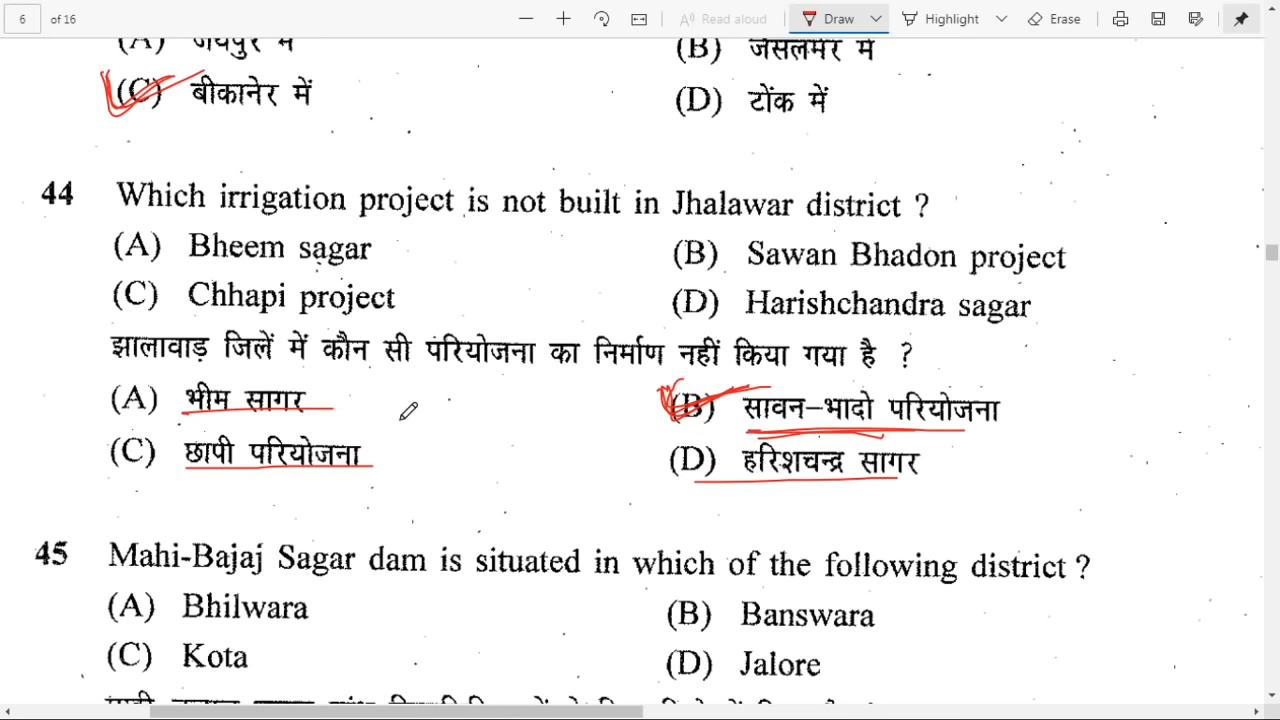 6 of 16 Read aloud Draw Highlight Erase
(A) जयपुर में (B) जैसलमेर में
(C) बीकानेर में (D) टोंक में
44 Which irrigation project is not built in Jhalawar district ?
(A) Bheem sagar (B) Sawan Bhadon project
(C) Chhapi project (D) Harishchandra sagar
झालावाड़ जिलें में कौन सी परियोजना का निर्माण नहीं किया गया है ?
(A) भीम सागर (B) सावन-भादो परियोजना
(C) छापी परियोजना (D) हरिशचन्द्र सागर
45 Mahi-Bajaj Sagar dam is situated in which of the following district ?
(A) Bhilwara (B) Banswara
(C) Kota (D) Jalore